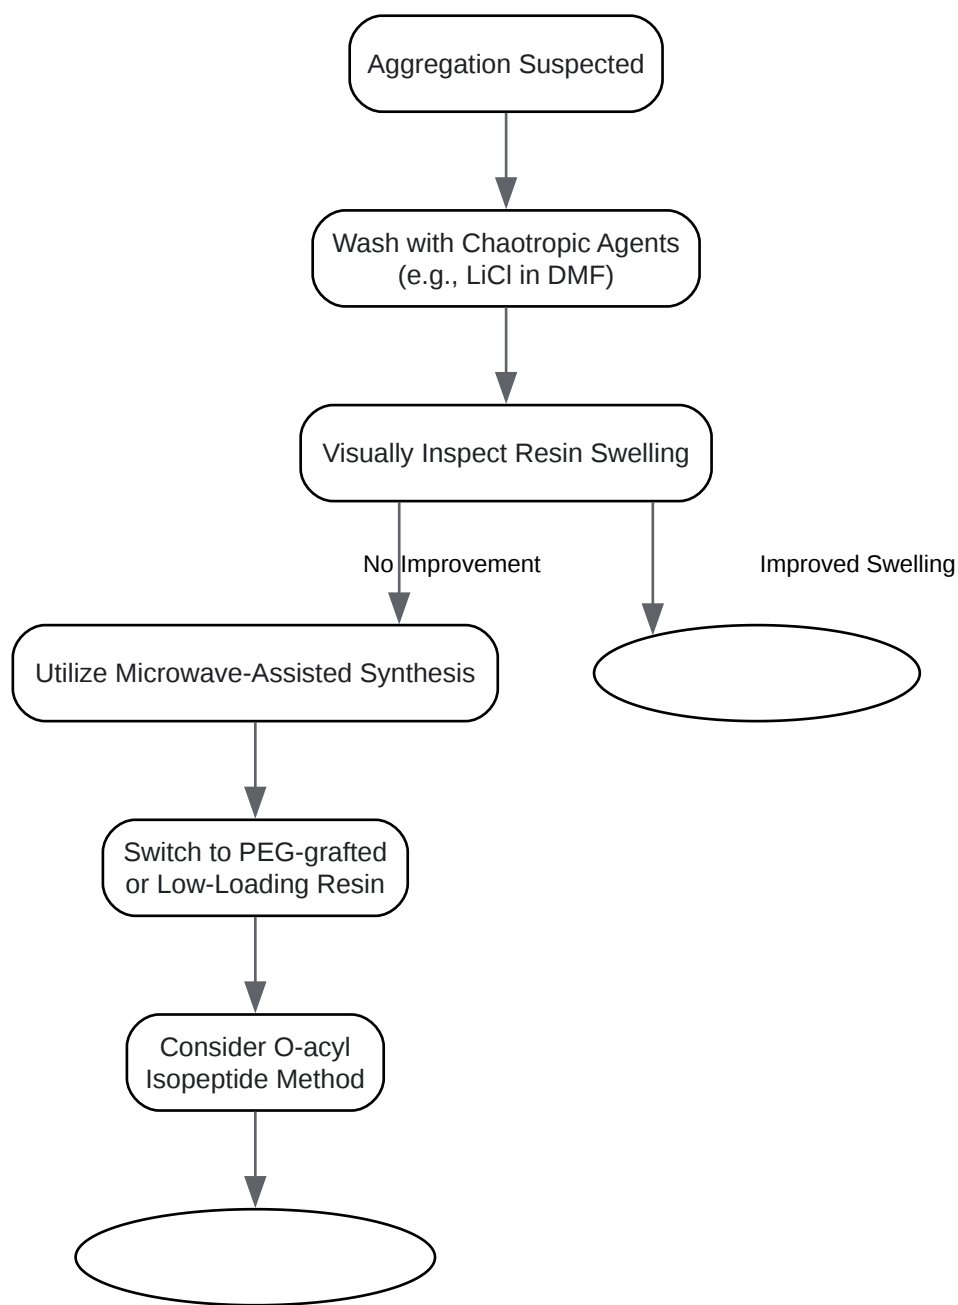 Aggregation Suspected
Wash with Chaotropic Agents
(e.g., LiCl in DMF)
Visually Inspect Resin Swelling
No Improvement
Improved Swelling
Utilize Microwave-Assisted Synthesis
Switch to PEG-grafted
or Low-Loading Resin
Consider O-acyl
Isopeptide Method